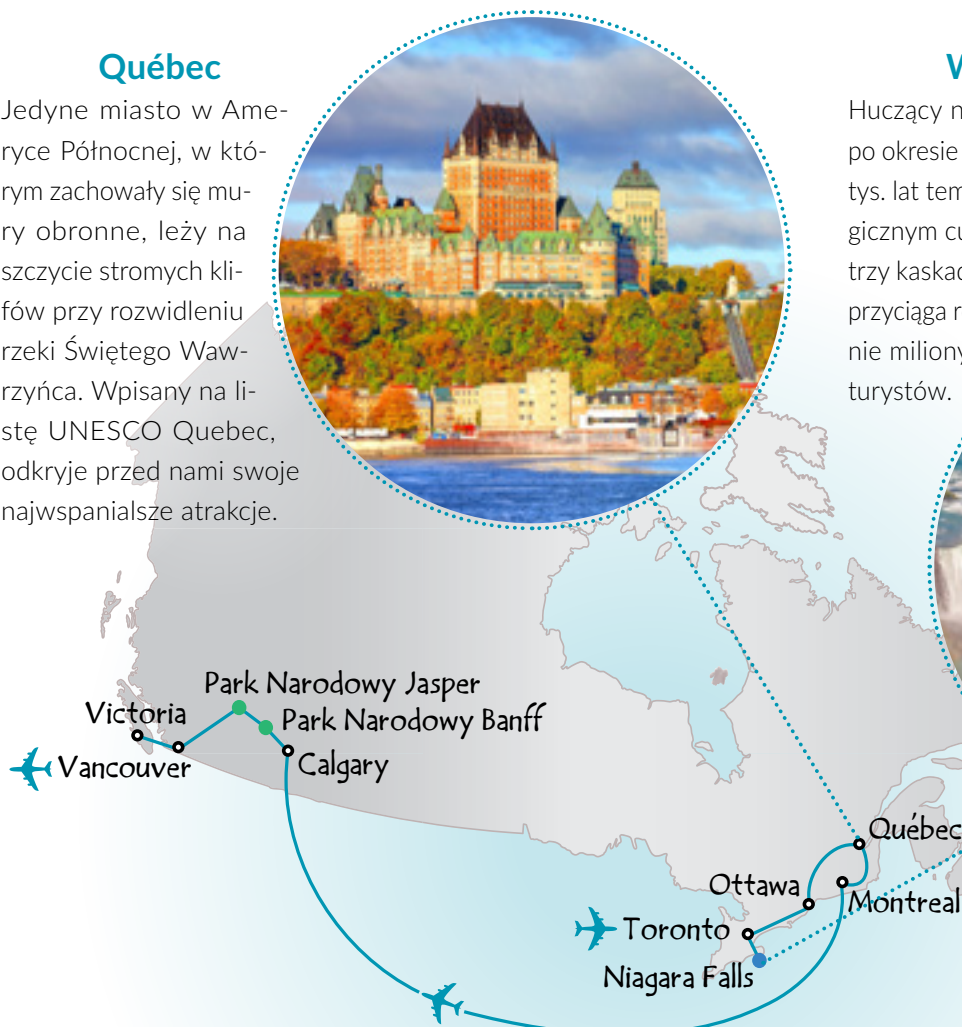 Québec
Jedyne miasto w Ame-
ryce Północnej, w któ-
rym zachowały się mu-
ry obronne, leży na
szczycie stromych kli-
fów przy rozwidleniu
rzeki Świętego Waw-
rzyńca. Wpisany na li-
stę UNESCO Quebec,
odkryje przed nami swoje
najwspanialsze atrakcje.
Huczący
po okresie
tys. lat
trzy
przyciąga
nie miliony
turystów.
Park Narodowy Jasper
Victoria
Park Narodowy Banff
Vancouver
Calgary
Québec
Ottawa
Montreal
Toronto
Niagara Falls